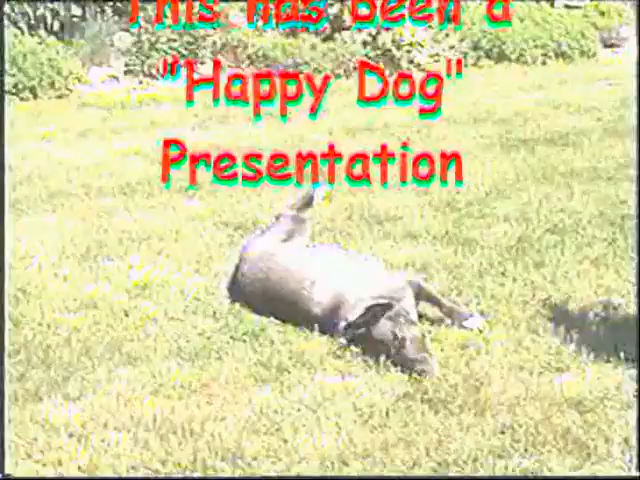 This has been a
"Happy Dog"
Presentation